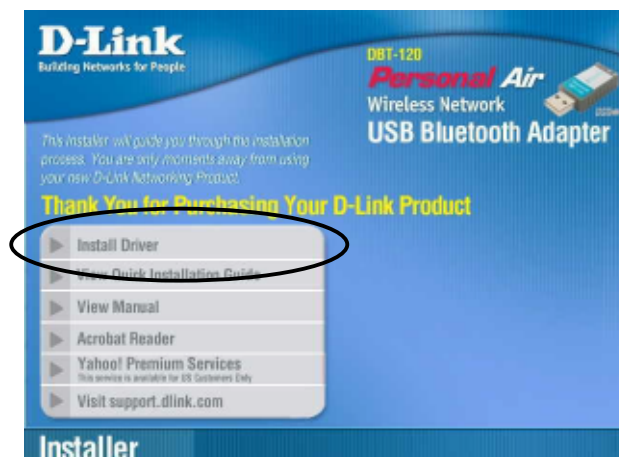 D-Link
Building Networks for People
DBT-120
Personal Air
Wireless Network
USB Bluetooth Adapter
This installer will guide you through the installation
process. You are only moments away from using
your new D-Link Networking Product.
Thank You for Purchasing Your D-Link Product
Install Driver
View Quick Installation Guide
View Manual
Acrobat Reader
Yahoo! Premium Services
This service is available for US Customers Only
Visit support.dlink.com
Installer